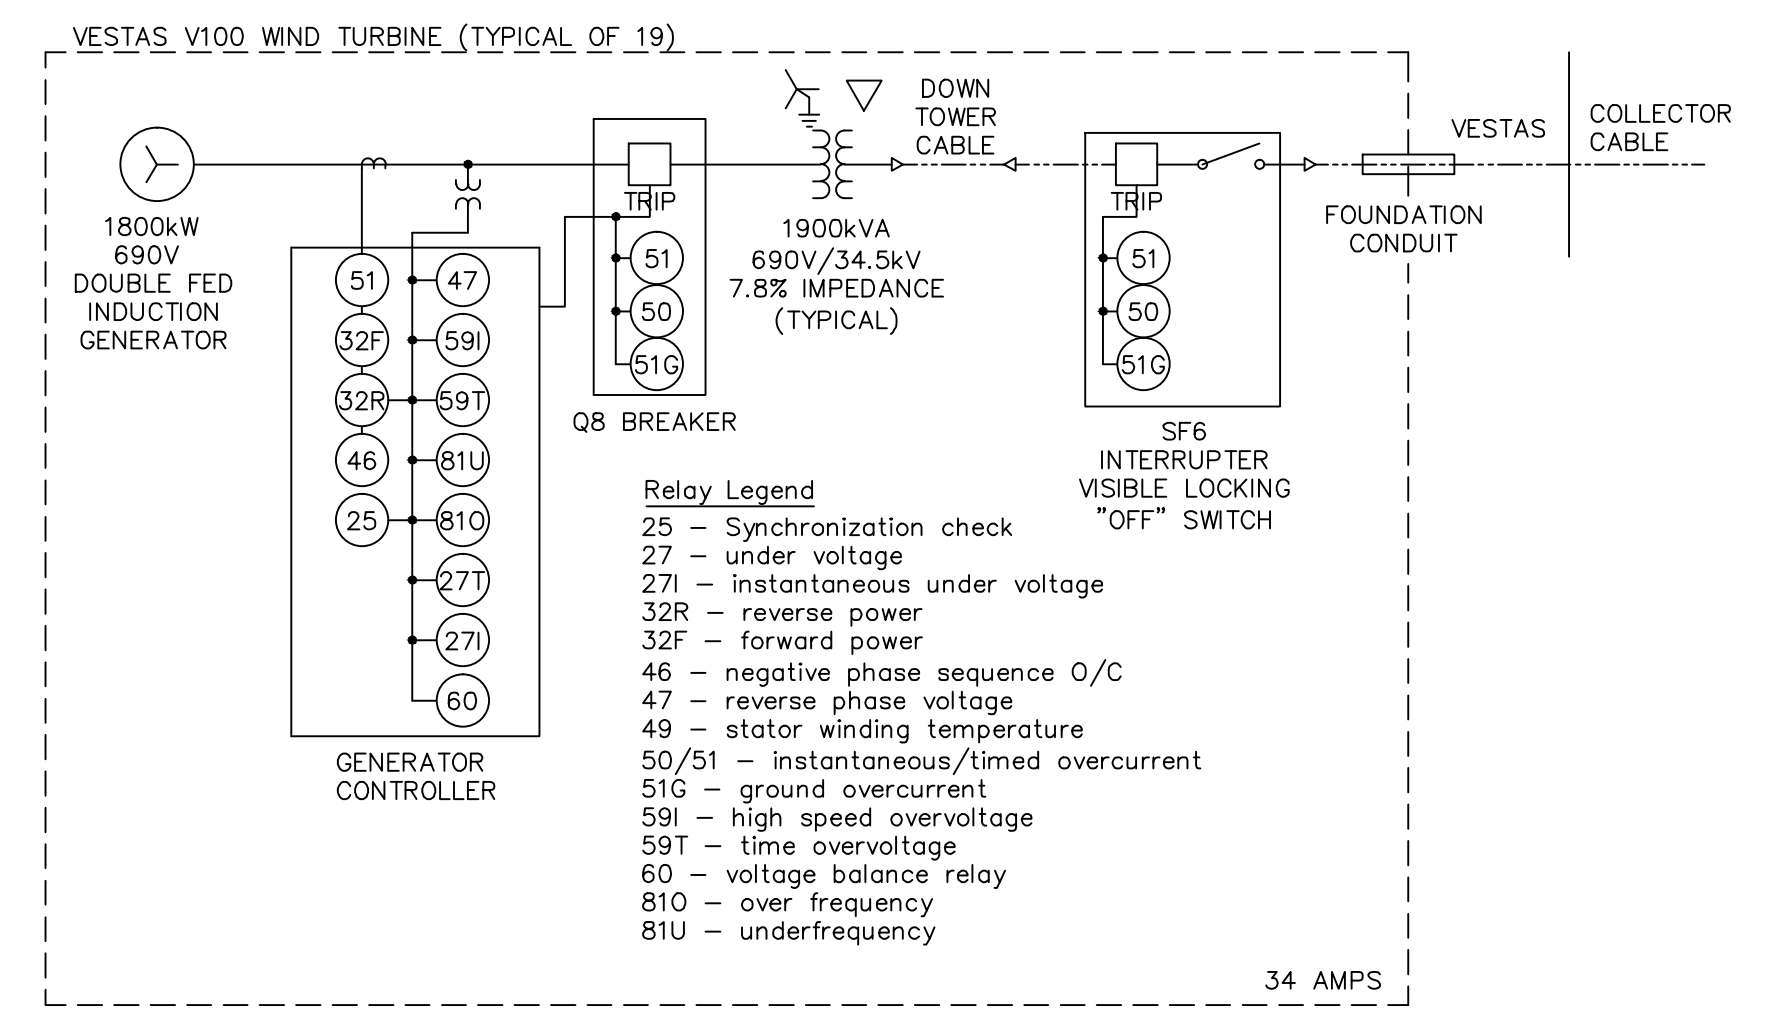 VESTAS V100 WIND TURBINE (TYPICAL OF 19)
1800kW
690V
DOUBLE FED
INDUCTION
GENERATOR
51
32F
32R
46
25
47
59I
59T
81U
81O
27T
27I
60
GENERATOR
CONTROLLER
TRIP
51
50
51G
Q8 BREAKER
1900kVA
690V/34.5kV
7.8% IMPEDANCE
(TYPICAL)
DOWN
TOWER
CABLE
TRIP
51
50
51G
SF6
INTERRUPTER
VISIBLE LOCKING
"OFF" SWITCH
FOUNDATION
CONDUIT
VESTAS
COLLECTOR
CABLE
Relay Legend
25 – Synchronization check
27 – under voltage
27I – instantaneous under voltage
32R – reverse power
32F – forward power
46 – negative phase sequence O/C
47 – reverse phase voltage
49 – stator winding temperature
50/51 – instantaneous/timed overcurrent
51G – ground overcurrent
59I – high speed overvoltage
59T – time overvoltage
60 – voltage balance relay
81O – over frequency
81U – underfrequency
34 AMPS